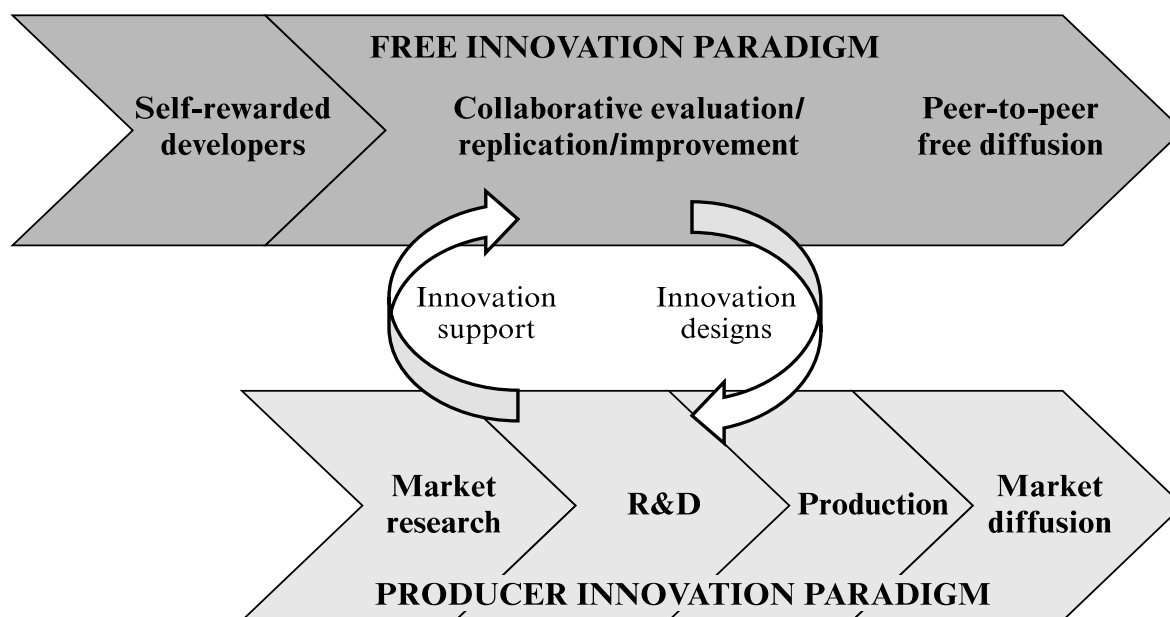 FREE INNOVATION PARADIGM
Self-rewarded
developers
Collaborative evaluation/
replication/improvement
Peer-to-peer
free diffusion
Innovation
support
Innovation
designs
Market
research
R&D
Production
Market
diffusion
PRODUCER INNOVATION PARADIGM